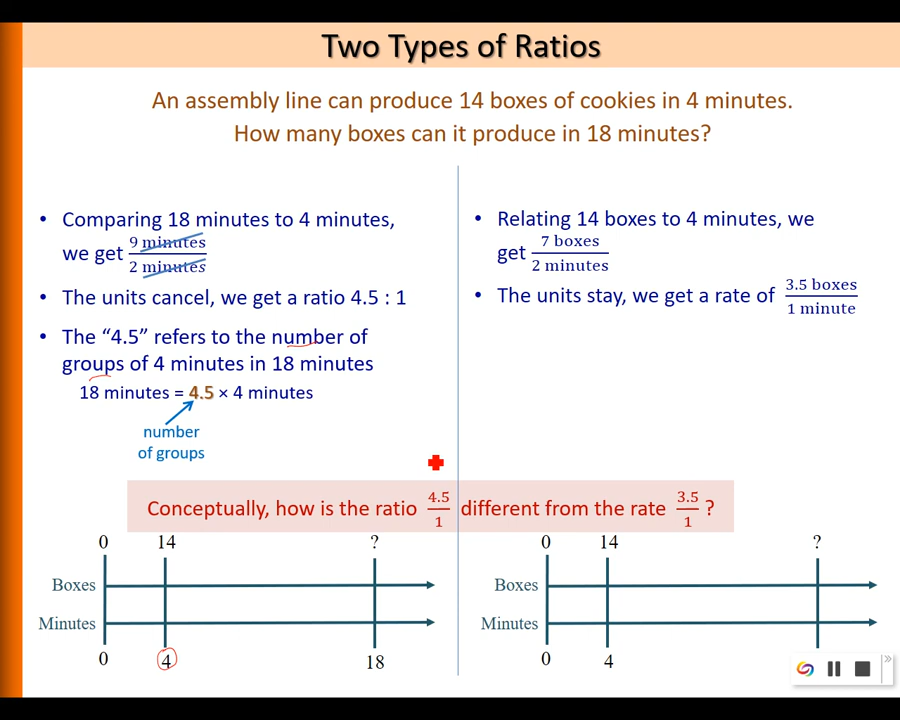 Two Types of Ratios
An assembly line can produce 14 boxes of cookies in 4 minutes.
How many boxes can it produce in 18 minutes?
• Comparing 18 minutes to 4 minutes,
we get 9 minutes / 2 minutes
• The units cancel, we get a ratio 4.5 : 1
• The “4.5” refers to the number of
groups of 4 minutes in 18 minutes
18 minutes = 4.5 × 4 minutes
number
of groups
• Relating 14 boxes to 4 minutes, we
get 7 boxes / 2 minutes
• The units stay, we get a rate of 3.5 boxes / 1 minute
Conceptually, how is the ratio 4.5/1 different from the rate 3.5/1 ?
0 14 ?
Boxes
Minutes
0 4 18
0 14 ?
Boxes
Minutes
0 4